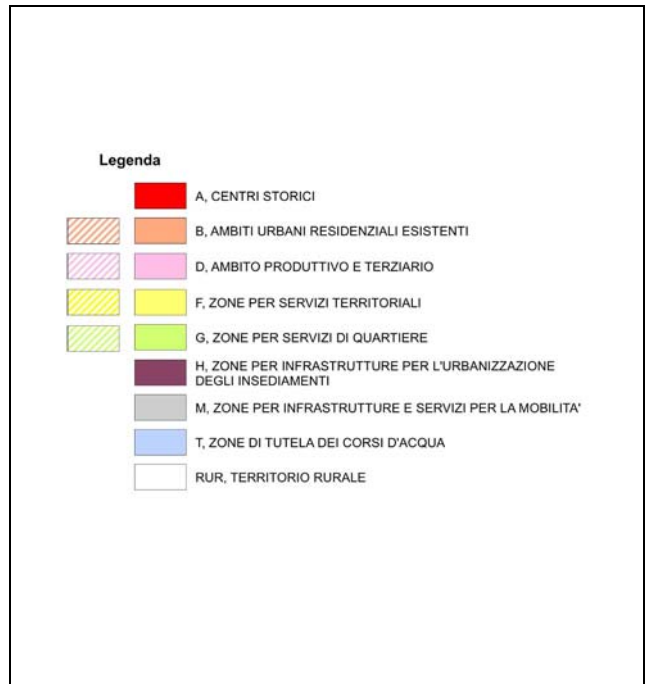 Legenda
A, CENTRI STORICI
B, AMBITI URBANI RESIDENZIALI ESISTENTI
D, AMBITO PRODUTTIVO E TERZIARIO
F, ZONE PER SERVIZI TERRITORIALI
G, ZONE PER SERVIZI DI QUARTIERE
H, ZONE PER INFRASTRUTTURE PER L'URBANIZZAZIONE
DEGLI INSEDIAMENTI
M, ZONE PER INFRASTRUTTURE E SERVIZI PER LA MOBILITA'
T, ZONE DI TUTELA DEI CORSI D'ACQUA
RUR, TERRITORIO RURALE